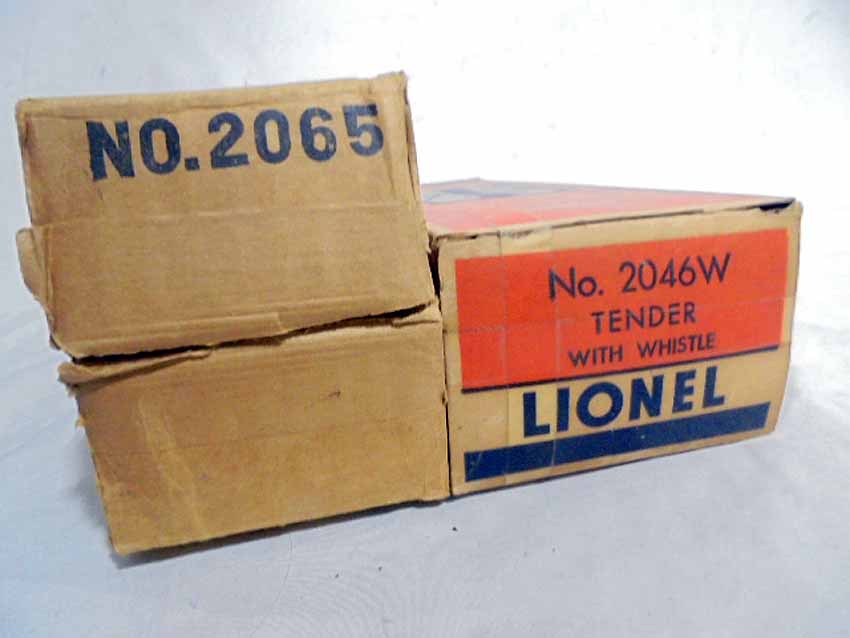 NO.2065
No. 2046W
TENDER
WITH WHISTLE
LIONEL